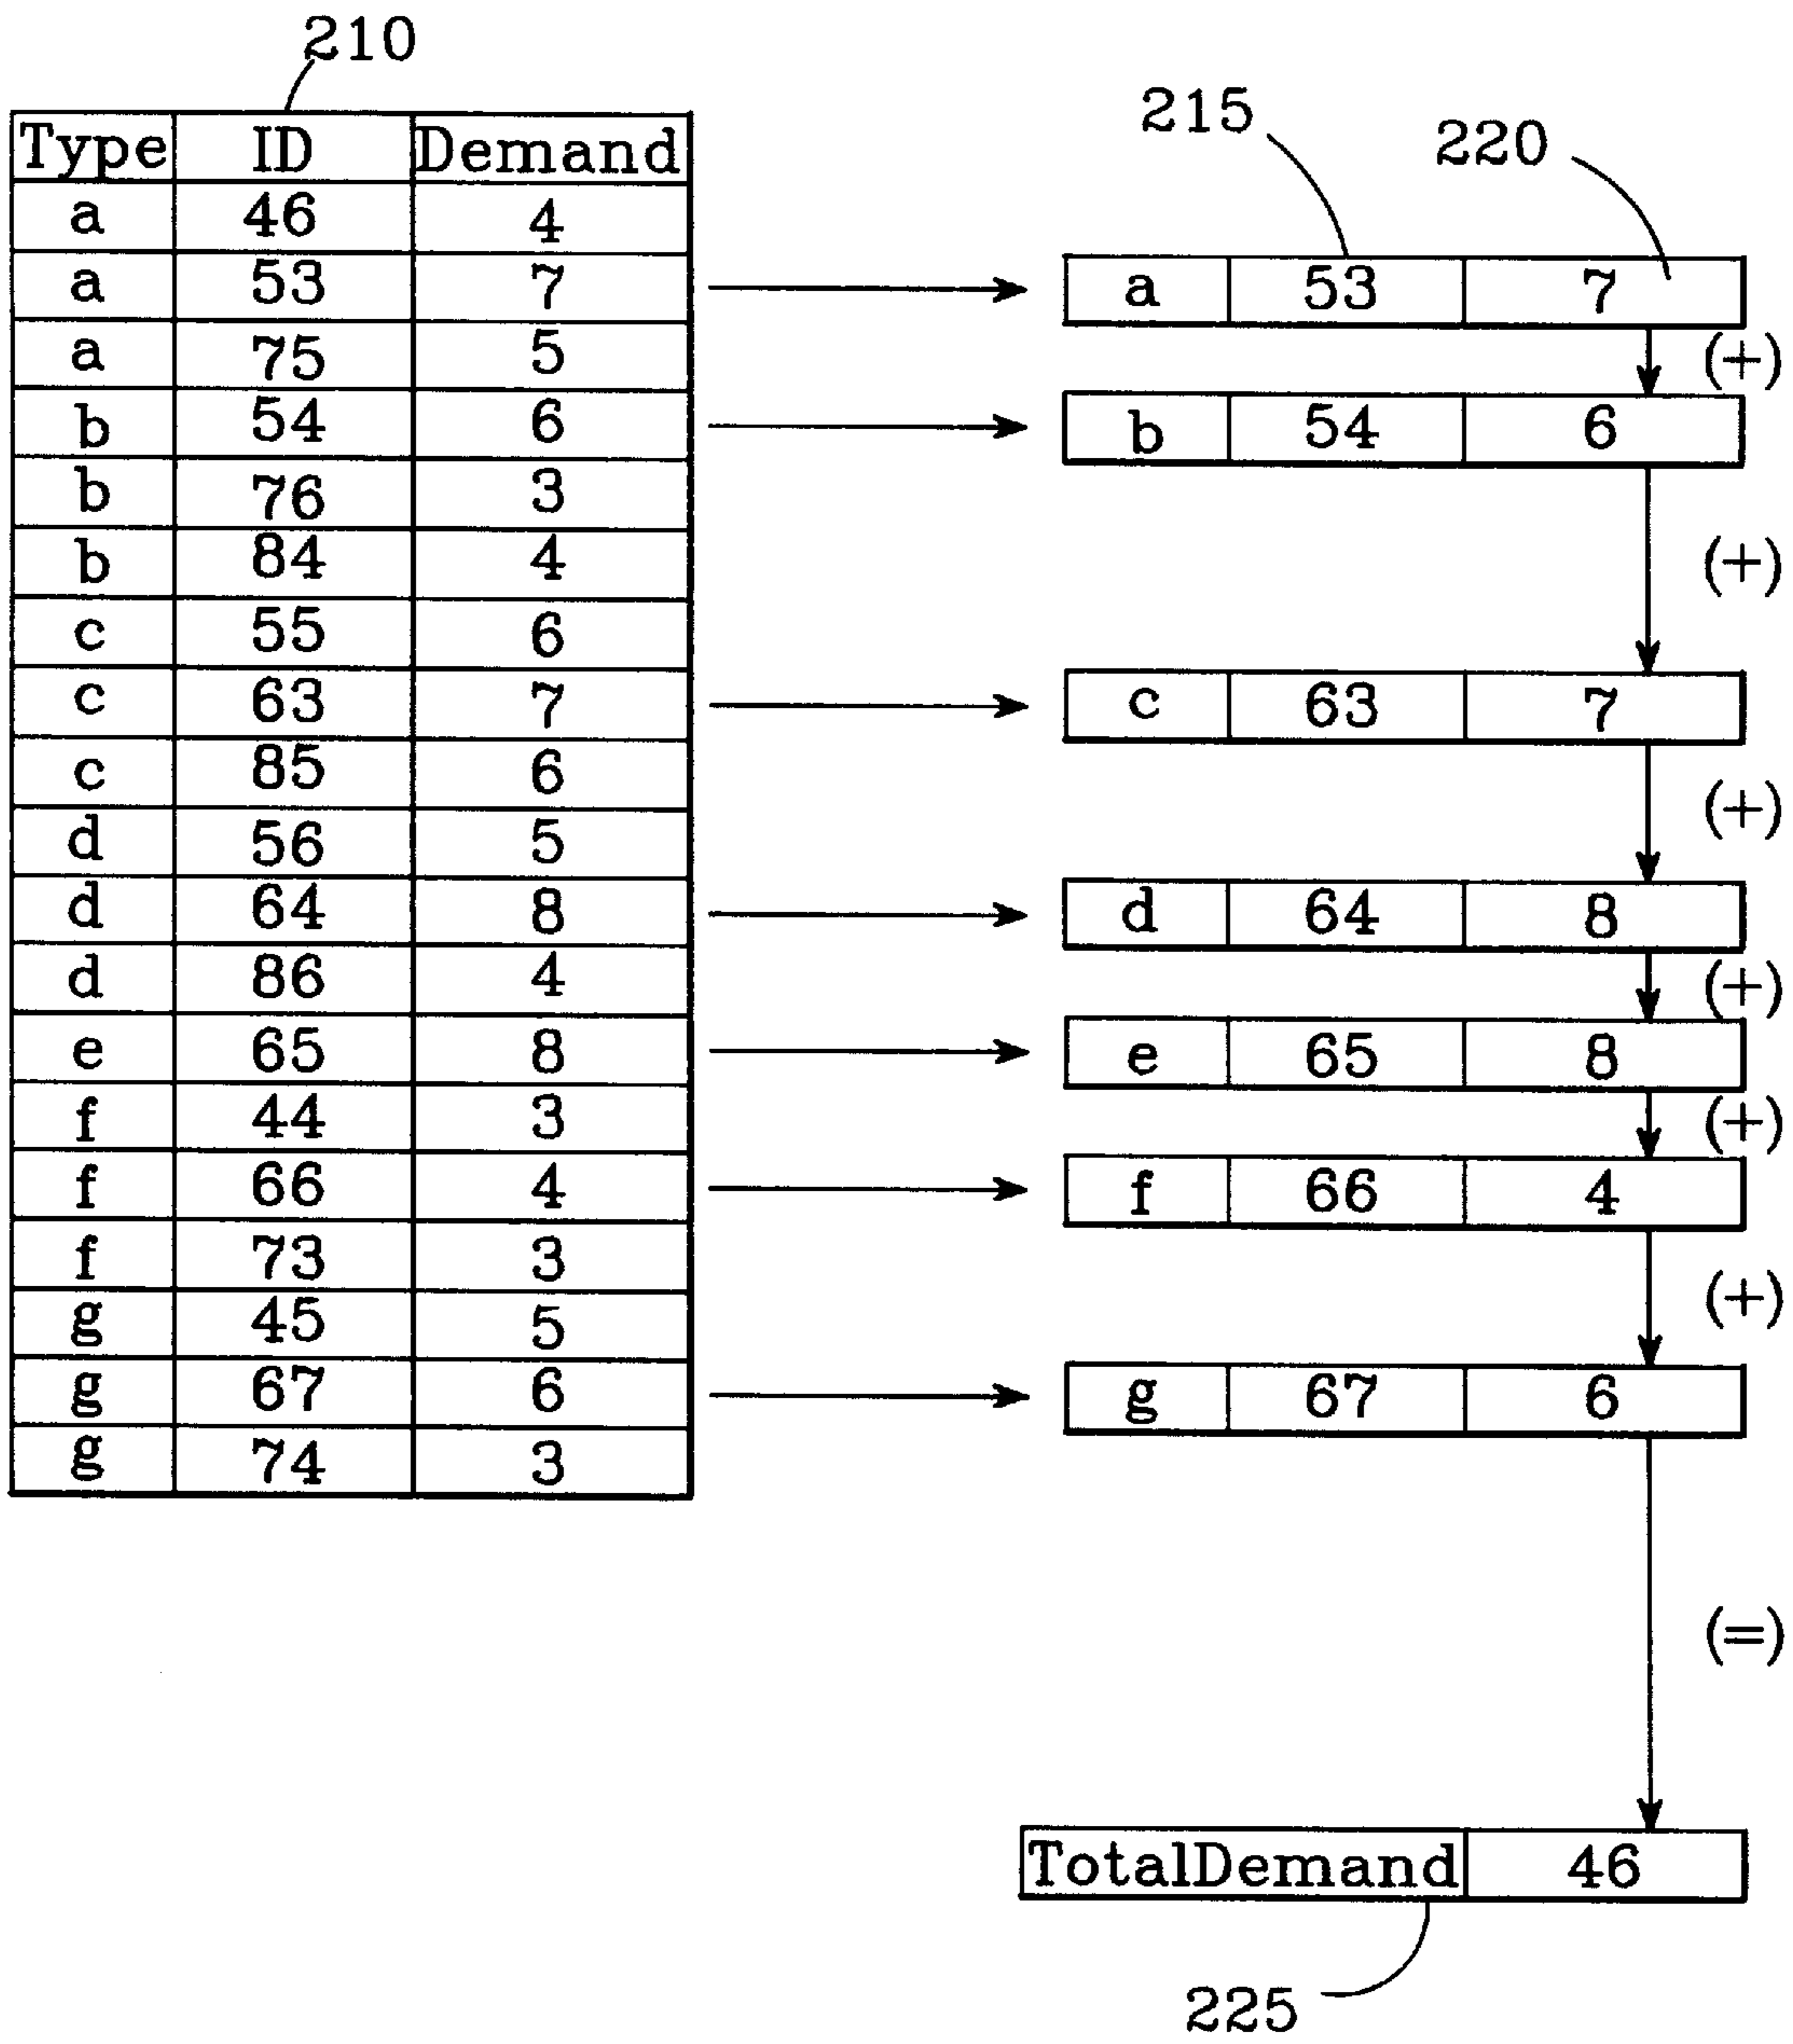 210
215
220
Type ID Demand
a 46 4
a 53 7
a 53 7
(+)
a 75 5
b 54 6
b 54 6
b 76 3
(+)
b 84 4
c 55 6
c 63 7
c 63 7
c 85 6
(+)
d 56 5
d 64 8
d 64 8
d 86 4
(+)
e 65 8
e 65 8
f 44 3
(+)
f 66 4
f 66 4
f 73 3
(+)
g 45 5
g 67 6
g 67 6
g 74 3
(=)
TotalDemand 46
225